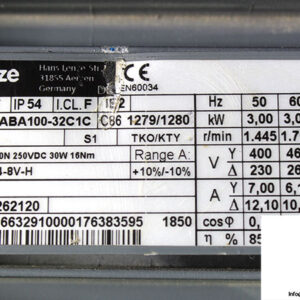 ze
Hans Lenze Str.
31855 Aerzen
Germany
CE
EN60034
IP 54 I.CL. F IE2 Hz 50 60
ABA100-32C1C C86 1279/1280 kW 3,00 3,0
S1 TKO/KTY r/min 1.445 1.7
0N 250VDC 30W 16Nm Range A: V Y 400 46
-8V-H +10%/-10% Δ 230 26
262120 A Y 7,00 6,
Δ 12,10 10,
6632910000176383595 1850 cosφ 0,
η % 85